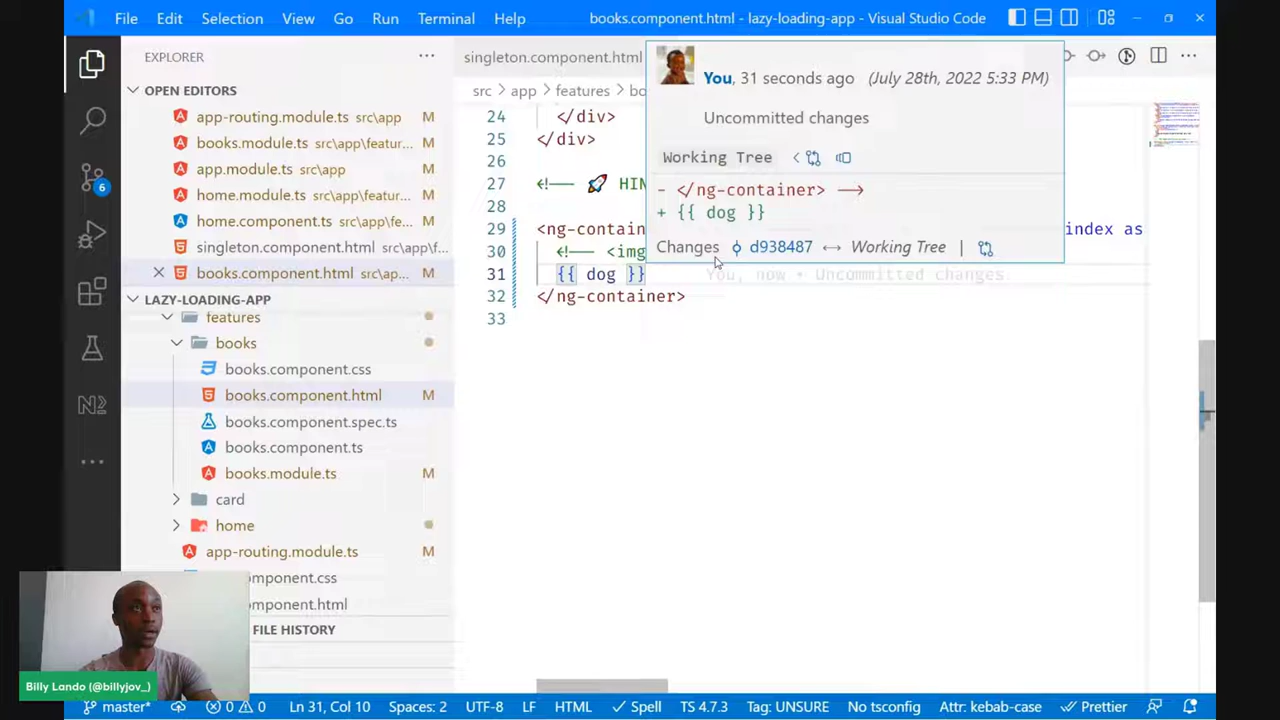 File Edit Selection View Go Run Terminal Help books.component.html - lazy-loading-app - Visual Studio Code
EXPLORER
OPEN EDITORS
app-routing.module.ts src\app M
books.module.ts src\app\featur... M
app.module.ts src\app M
home.module.ts src\app\featur... M
home.component.ts src\app\fe... M
singleton.component.html src\app\f...
books.component.html src\ap... M
6
LAZY-LOADING-APP
features
books
books.component.css
books.component.html M
books.component.spec.ts
books.component.ts
books.module.ts M
card
home
app-routing.module.ts M
component.css
component.html
FILE HISTORY
singleton.component.html
src > app > features > bo
24 </div>
25 </div>
26
27 <!-- 🚀 HIN
28
29 <ng-contain index as
30 <!-- <img
31 {{ dog }} You, now • Uncommitted changes.
32 </ng-container>
33
You, 31 seconds ago (July 28th, 2022 5:33 PM)
Uncommitted changes
Working Tree
- </ng-container> -->
+ {{ dog }}
Changes d938487 <-> Working Tree |
Billy Lando (@billyjov_)
master* 0 0 Ln 31, Col 10 Spaces: 2 UTF-8 LF HTML Spell TS 4.7.3 Tag: UNSURE No tsconfig Attr: kebab-case Prettier